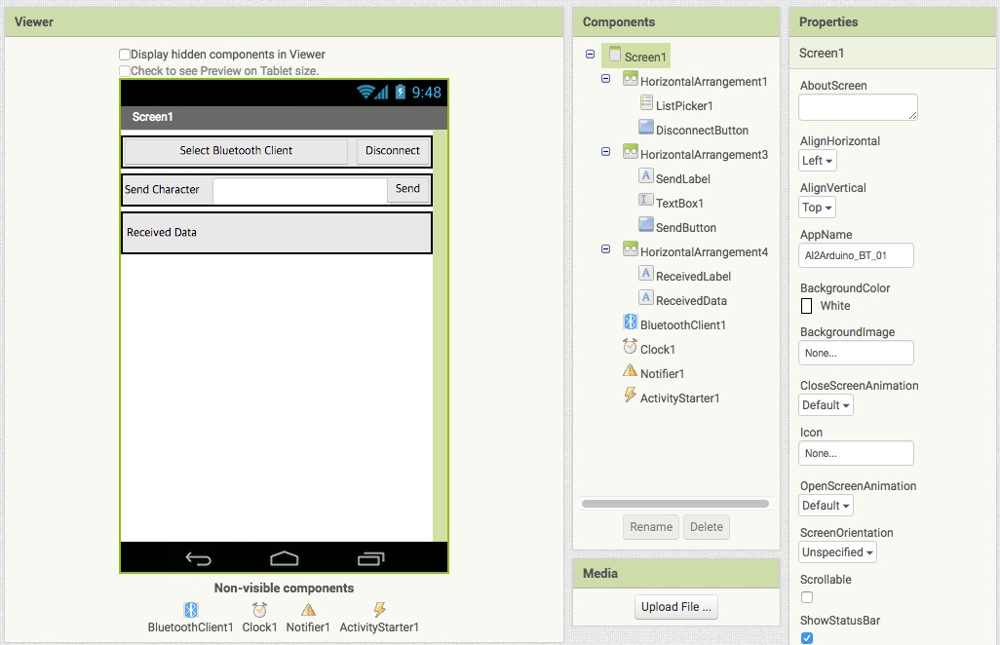 Viewer
Display hidden components in Viewer
Check to see Preview on Tablet size.
9:48
Screen1
Select Bluetooth Client
Disconnect
Send Character
Send
Received Data
Non-visible components
BluetoothClient1
Clock1
Notifier1
ActivityStarter1
Components
Screen1
HorizontalArrangement1
ListPicker1
DisconnectButton
HorizontalArrangement3
A SendLabel
TextBox1
SendButton
HorizontalArrangement4
A ReceivedLabel
A ReceivedData
BluetoothClient1
Clock1
Notifier1
ActivityStarter1
Rename
Delete
Media
Upload File ...
Properties
Screen1
AboutScreen
AlignHorizontal
Left
AlignVertical
Top
AppName
AI2Arduino_BT_01
BackgroundColor
White
BackgroundImage
None...
CloseScreenAnimation
Default
Icon
None...
OpenScreenAnimation
Default
ScreenOrientation
Unspecified
Scrollable
ShowStatusBar